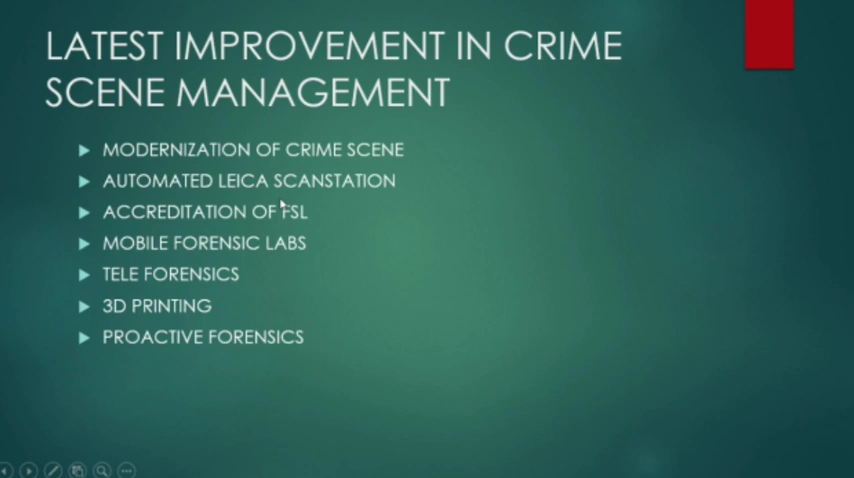 LATEST IMPROVEMENT IN CRIME
SCENE MANAGEMENT
MODERNIZATION OF CRIME SCENE
AUTOMATED LEICA SCANSTATION
ACCREDITATION OF FSL
MOBILE FORENSIC LABS
TELE FORENSICS
3D PRINTING
PROACTIVE FORENSICS